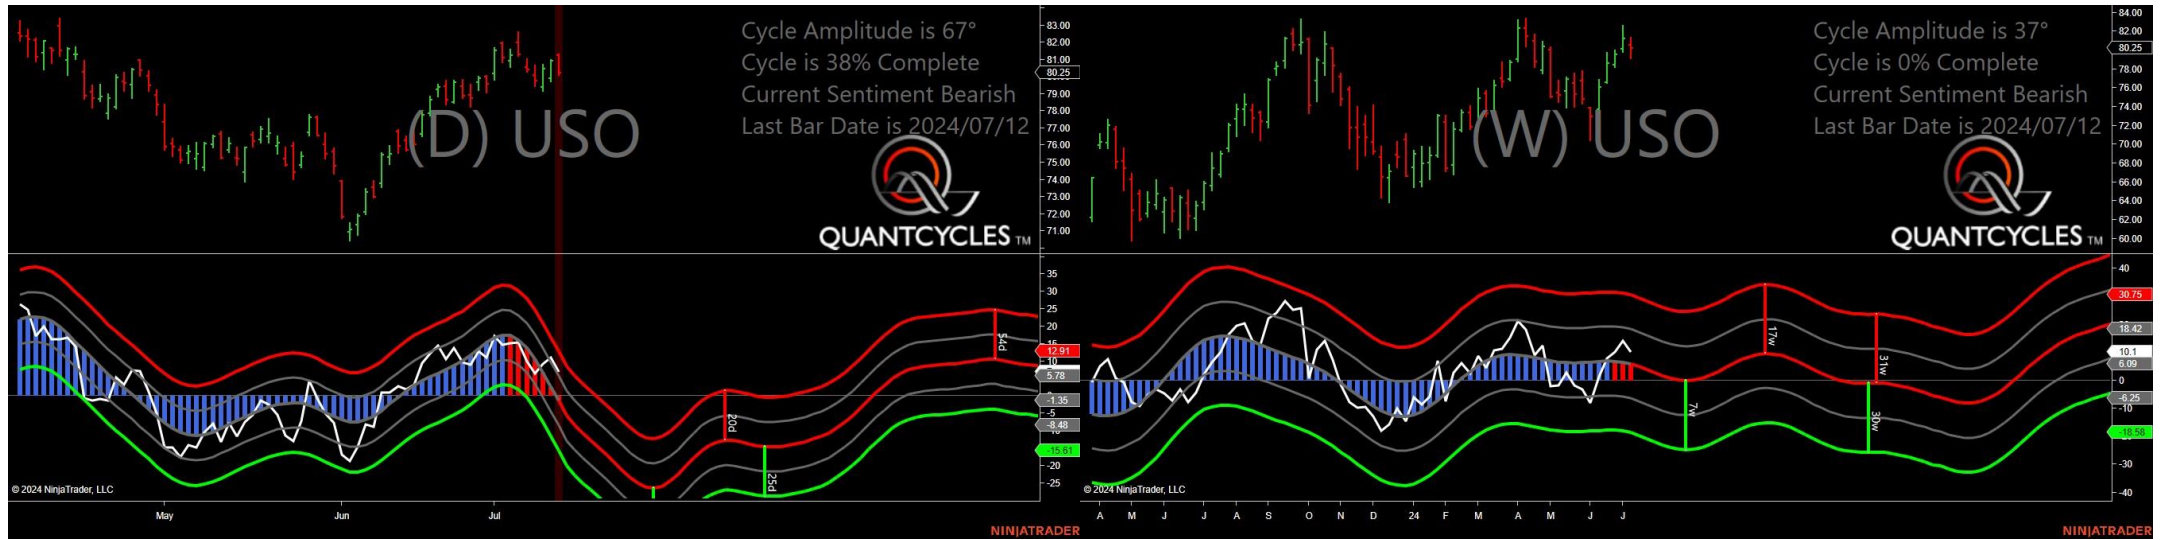 Cycle Amplitude is 67°
Cycle is 38% Complete
Current Sentiment Bearish
Last Bar Date is 2024/07/12
(D) USO
QUANTCYCLES TM
83.00
82.00
81.00
80.25
79.00
78.00
77.00
76.00
75.00
74.00
73.00
72.00
71.00
35
30
25
20
15
12.91
10
5.78
-1.35
-5
-8.48
-15.61
-20
-25
20d
25d
54d
© 2024 NinjaTrader, LLC
May Jun Jul
NINJATRADER
Cycle Amplitude is 37°
Cycle is 0% Complete
Current Sentiment Bearish
Last Bar Date is 2024/07/12
(W) USO
QUANTCYCLES TM
84.00
82.00
80.25
78.00
76.00
74.00
72.00
70.00
68.00
66.00
64.00
62.00
60.00
40
30.75
18.42
10.1
6.09
0
-6.25
-10
-18.58
-30
-40
7w
17w
30w
31w
© 2024 NinjaTrader, LLC
A M J J A S O N D 24 F M A M J J
NINJATRADER